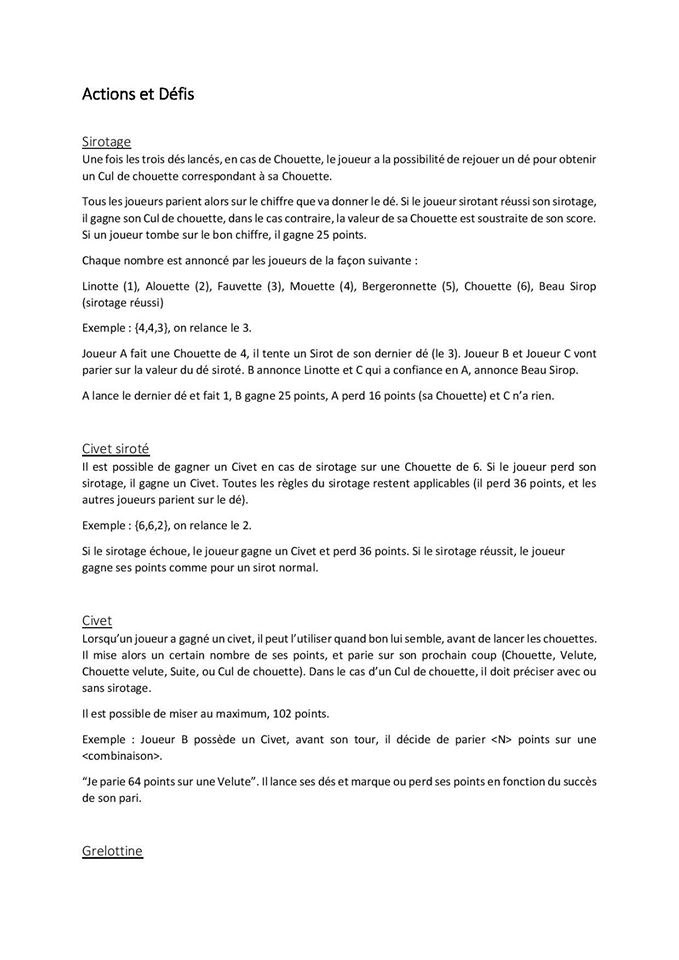 Actions et Défis
Sirotage
Une fois les trois dés lancés, en cas de Chouette, le joueur a la possibilité de rejouer un dé pour obtenir
un Cul de chouette correspondant à sa Chouette.
Tous les joueurs parient alors sur le chiffre que va donner le dé. Si le joueur sirotant réussi son sirotage,
il gagne son Cul de chouette, dans le cas contraire, la valeur de sa Chouette est soustraite de son score.
Si un joueur tombe sur le bon chiffre, il gagne 25 points.
Chaque nombre est annoncé par les joueurs de la façon suivante :
Linotte (1), Alouette (2), Fauvette (3), Mouette (4), Bergeronnette (5), Chouette (6), Beau Sirop
(sirotage réussi)
Exemple : {4,4,3}, on relance le 3.
Joueur A fait une Chouette de 4, il tente un Sirot de son dernier dé (le 3). Joueur B et Joueur C vont
parier sur la valeur du dé siroté. B annonce Linotte et C qui a confiance en A, annonce Beau Sirop.
A lance le dernier dé et fait 1, B gagne 25 points, A perd 16 points (sa Chouette) et C n’a rien.
Civet siroté
Il est possible de gagner un Civet en cas de sirotage sur une Chouette de 6. Si le joueur perd son
sirotage, il gagne un Civet. Toutes les règles du sirotage restent applicables (il perd 36 points, et les
autres joueurs parient sur le dé).
Exemple : {6,6,2}, on relance le 2.
Si le sirotage échoue, le joueur gagne un Civet et perd 36 points. Si le sirotage réussit, le joueur
gagne ses points comme pour un sirot normal.
Civet
Lorsqu’un joueur a gagné un civet, il peut l’utiliser quand bon lui semble, avant de lancer les chouettes.
Il mise alors un certain nombre de ses points, et parie sur son prochain coup (Chouette, Velute,
Chouette velute, Suite, ou Cul de chouette). Dans le cas d’un Cul de chouette, il doit préciser avec ou
sans sirotage.
Il est possible de miser au maximum, 102 points.
Exemple : Joueur B possède un Civet, avant son tour, il décide de parier <N> points sur une
<combinaison>.
“Je parie 64 points sur une Velute”. Il lance ses dés et marque ou perd ses points en fonction du succès
de son pari.
Grelottine